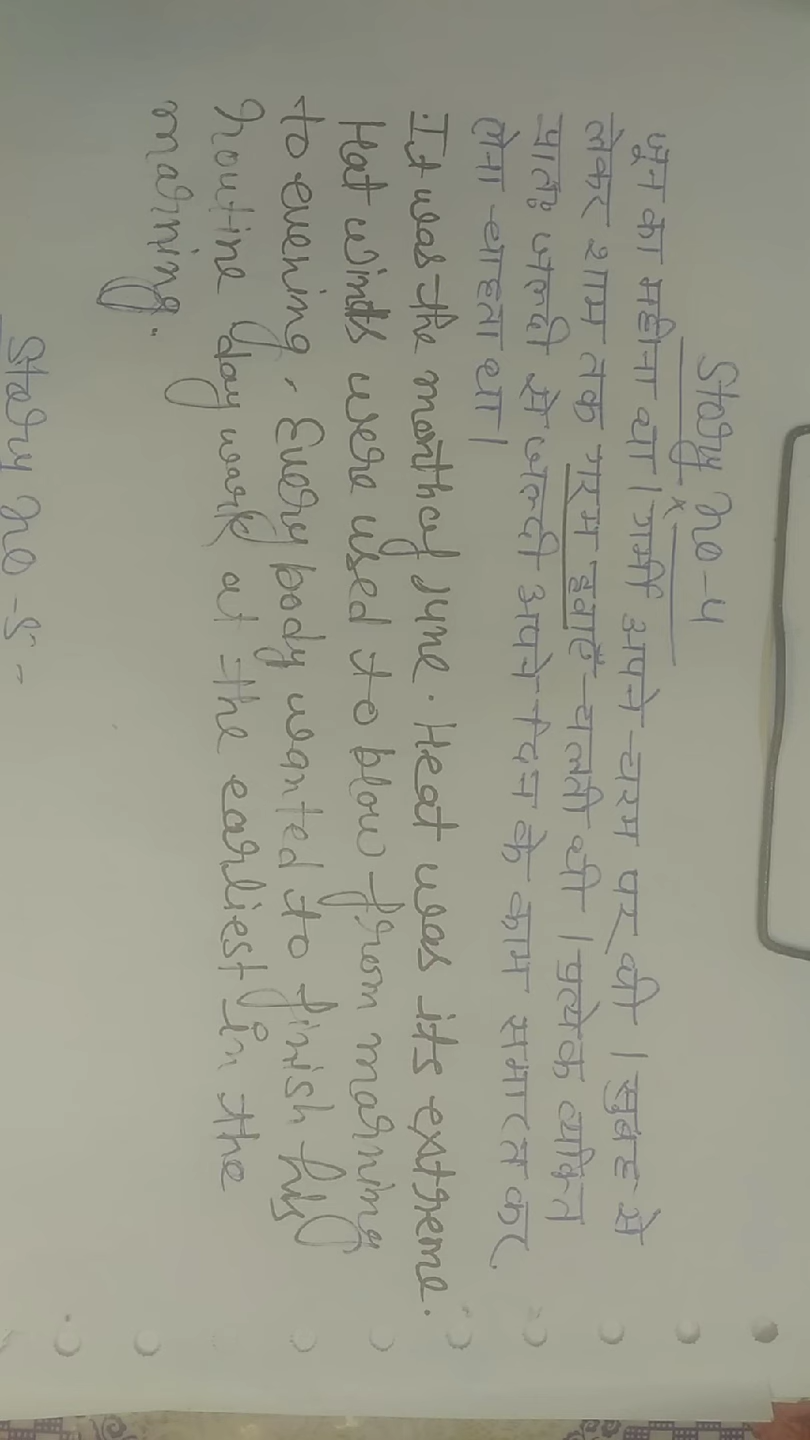 Story no-4
जून का महीना था। गर्मी अपने चरम पर थी। सुबह से
लेकर शाम तक गरम हवाएँ चलती थी। प्रत्येक व्यक्ति
प्रातः जल्दी से जल्दी अपने दिन के काम समाप्त कर
लेना चाहता था।
It was the month of June. Heat was its extreme.
Hot winds were used to blow from morning
to evening. Every body wanted to finish his
routine day work at the earliest in the
morning.
Story no-5-